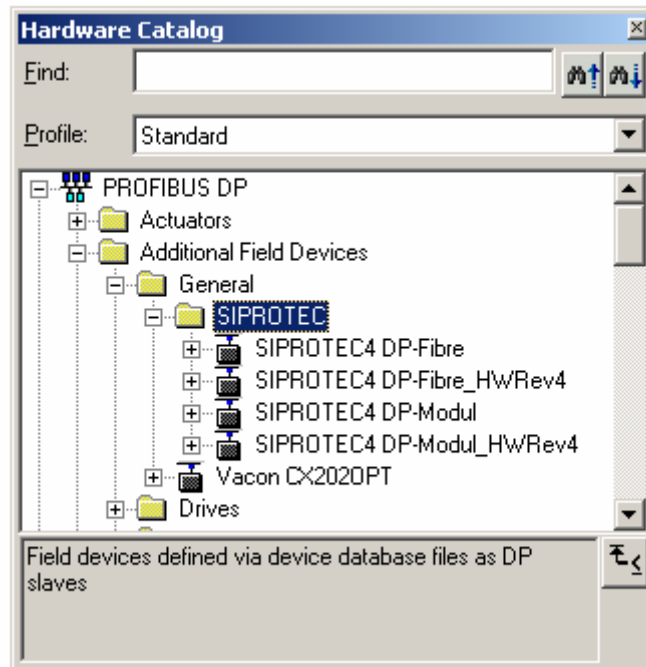 Hardware Catalog
Find:
Profile:
Standard
PROFIBUS DP
Actuators
Additional Field Devices
General
SIPROTEC
SIPROTEC4 DP-Fibre
SIPROTEC4 DP-Fibre_HWRev4
SIPROTEC4 DP-Modul
SIPROTEC4 DP-Modul_HWRev4
Vacon CX2020PT
Drives
Field devices defined via device database files as DP
slaves